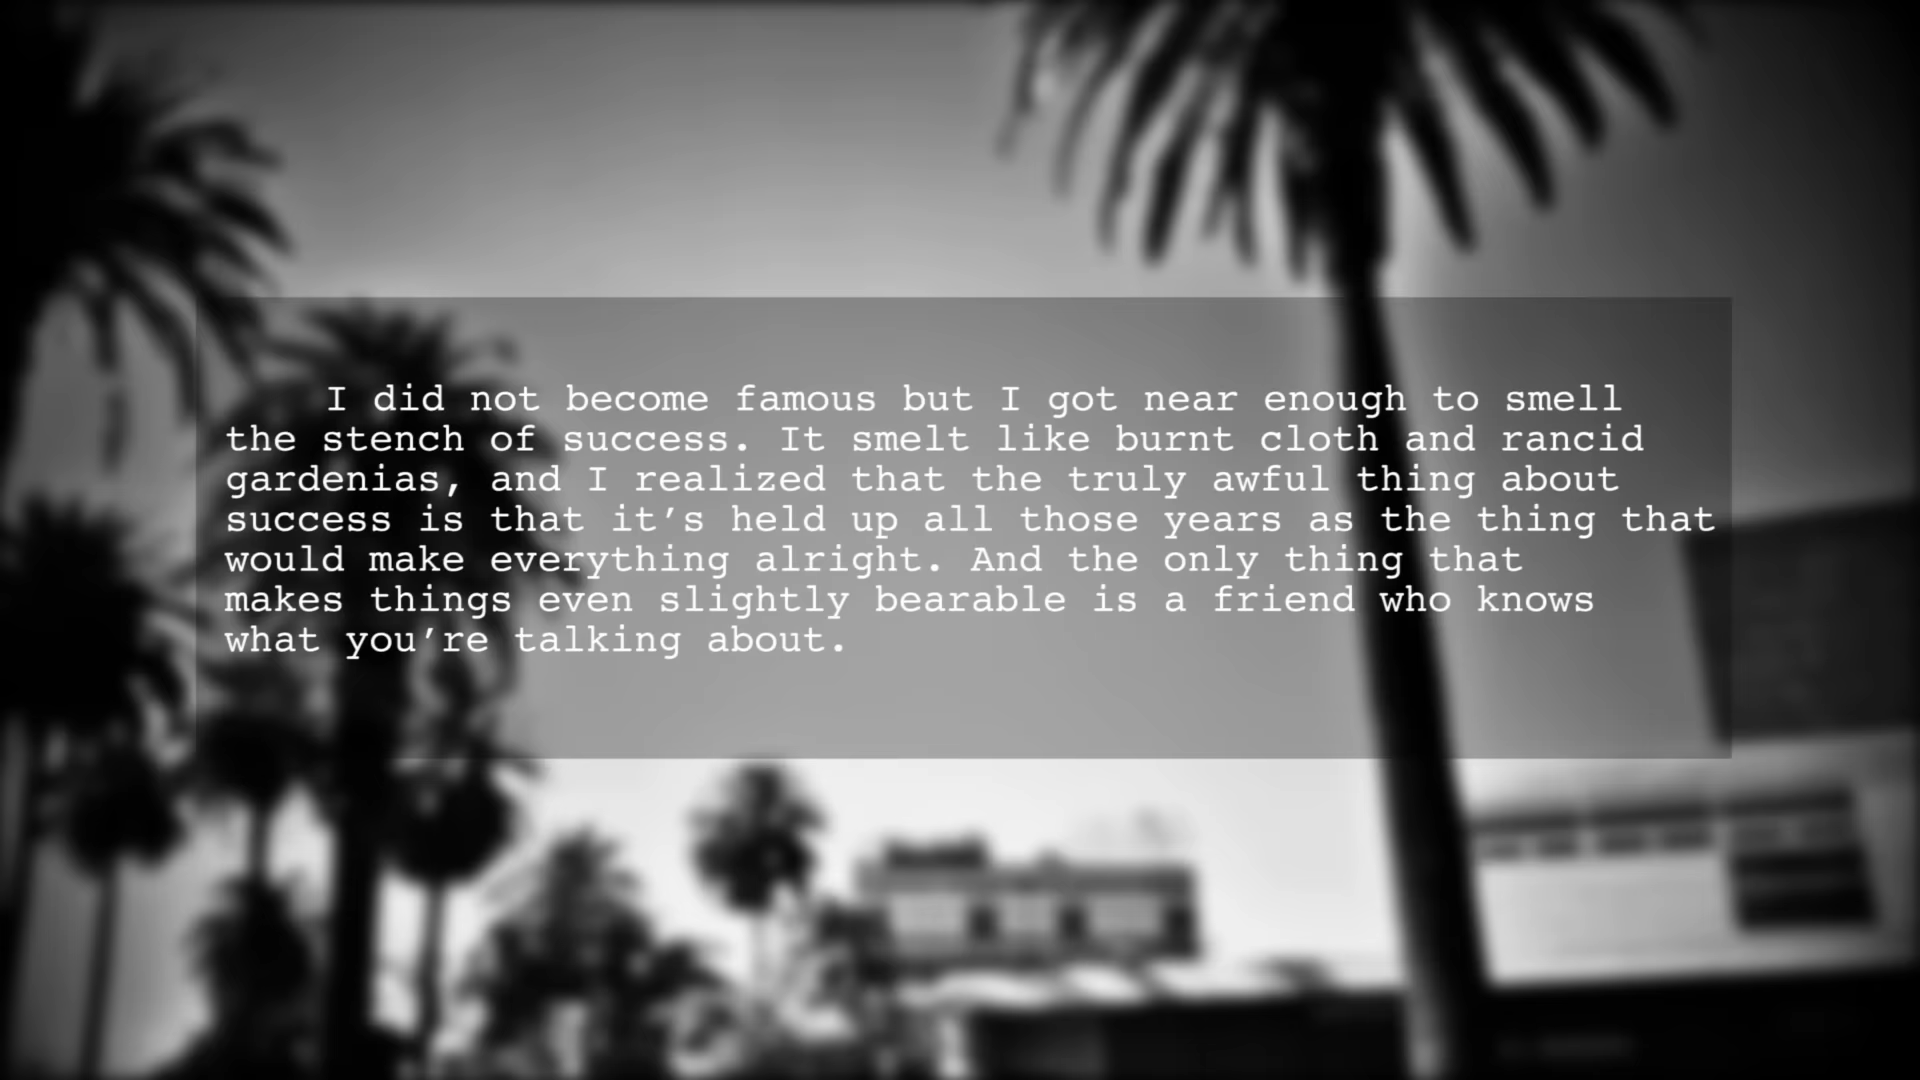 I did not become famous but I got near enough to smell
the stench of success. It smelt like burnt cloth and rancid
gardenias, and I realized that the truly awful thing about
success is that it’s held up all those years as the thing that
would make everything alright. And the only thing that
makes things even slightly bearable is a friend who knows
what you’re talking about.